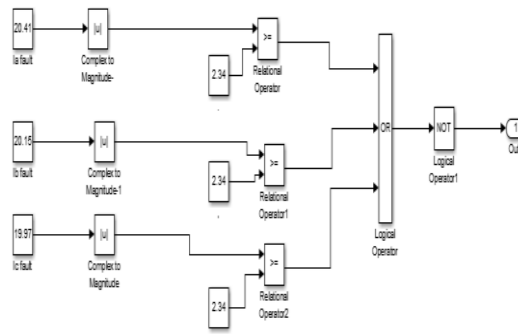 20.41
|u|
>=
Ia fault
Complex to
Magnitude-
2.34
Relational
Operator
20.15
|u|
>=
OR
NOT
1
Ib fault
Complex to
Magnitude-1
2.34
Relational
Operator1
Logical
Operator1
Out
19.97
|u|
>=
Ic fault
Complex to
Magnitude
Logical
Operator
2.34
Relational
Operator2